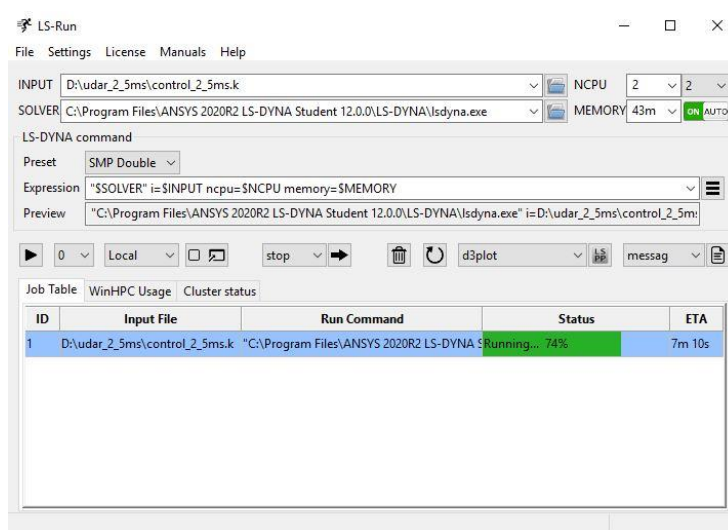 LS-Run
File Settings License Manuals Help
INPUT D:\udar_2_5ms\control_2_5ms.k NCPU 2 2
SOLVER C:\Program Files\ANSYS 2020R2 LS-DYNA Student 12.0.0\LS-DYNA\lsdyna.exe MEMORY 43m ON AUTO
LS-DYNA command
Preset SMP Double
Expression "$SOLVER" i=$INPUT ncpu=$NCPU memory=$MEMORY
Preview "C:\Program Files\ANSYS 2020R2 LS-DYNA Student 12.0.0\LS-DYNA\lsdyna.exe" i=D:\udar_2_5ms\control_2_5m
0 Local stop d3plot LS PP messag
Job Table WinHPC Usage Cluster status
ID Input File Run Command Status ETA
1 D:\udar_2_5ms\control_2_5ms.k "C:\Program Files\ANSYS 2020R2 LS-DYNA S Running... 74% 7m 10s